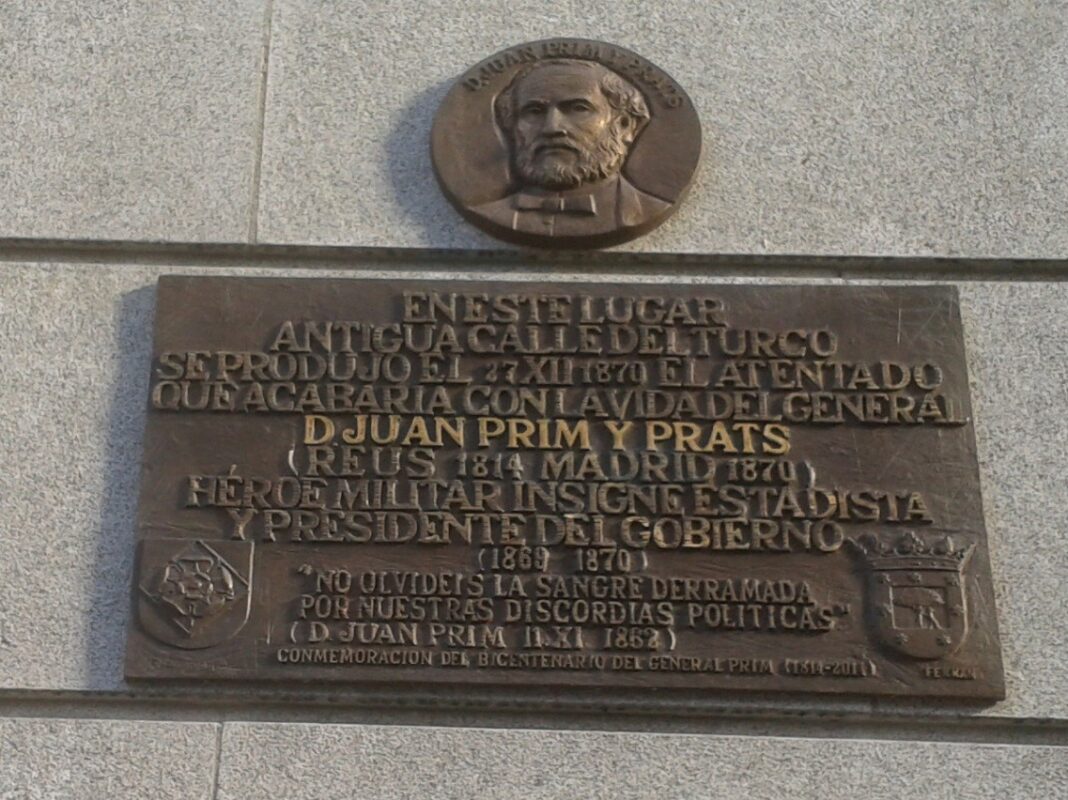 D. JUAN PRIM Y PRATS
EN ESTE LUGAR
ANTIGUA CALLE DEL TURCO
SE PRODUJO EL 27 XII 1870 EL ATENTADO
QUE ACABARIA CON LA VIDA DEL GENERAL
D. JUAN PRIM Y PRATS
(REUS 1814 MADRID 1870)
HÉROE MILITAR INSIGNE ESTADISTA
Y PRESIDENTE DEL GOBIERNO
(1869 1870)
"NO OLVIDEIS LA SANGRE DERRAMADA
POR NUESTRAS DISCORDIAS POLITICAS"
(D. JUAN PRIM 11.XI 1862)
CONMEMORACION DEL BICENTENARIO DEL GENERAL PRIM